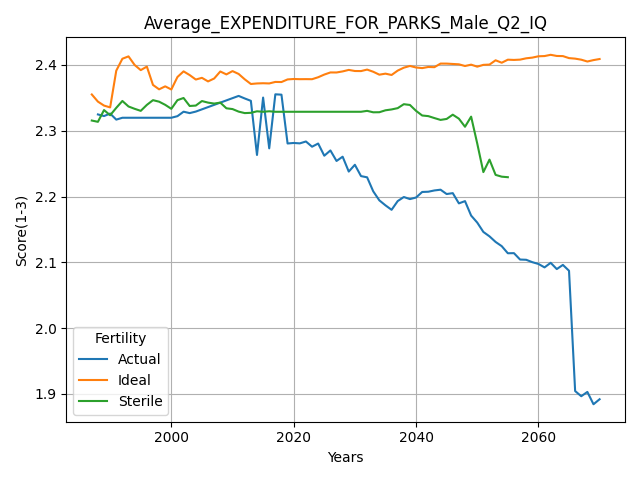 Average_EXPENDITURE_FOR_PARKS_Male_Q2_IQ
2.4
2.3
2.2
2.1
2.0
1.9
Score(1-3)
Fertility
Actual
Ideal
Sterile
2000
2020
2040
2060
Years